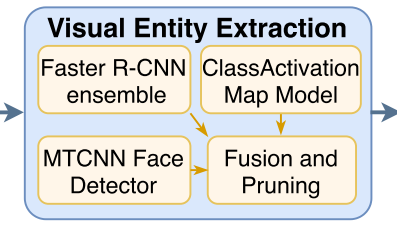 Visual Entity Extraction
Faster R-CNN
ensemble
ClassActivation
Map Model
MTCNN Face
Detector
Fusion and
Pruning